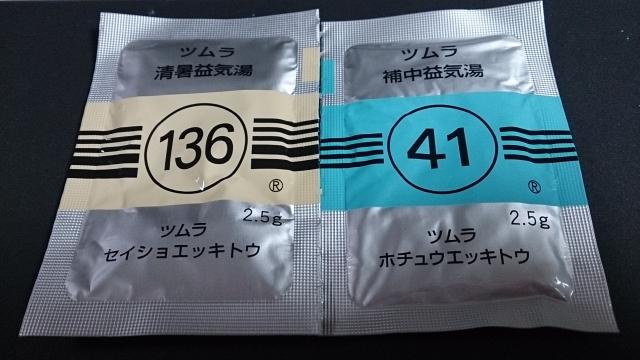 ツムラ
清暑益気湯
136
®
2.5g
ツムラ
セイショエッキトウ
ツムラ
補中益気湯
41
®
2.5g
ツムラ
ホチュウエッキトウ